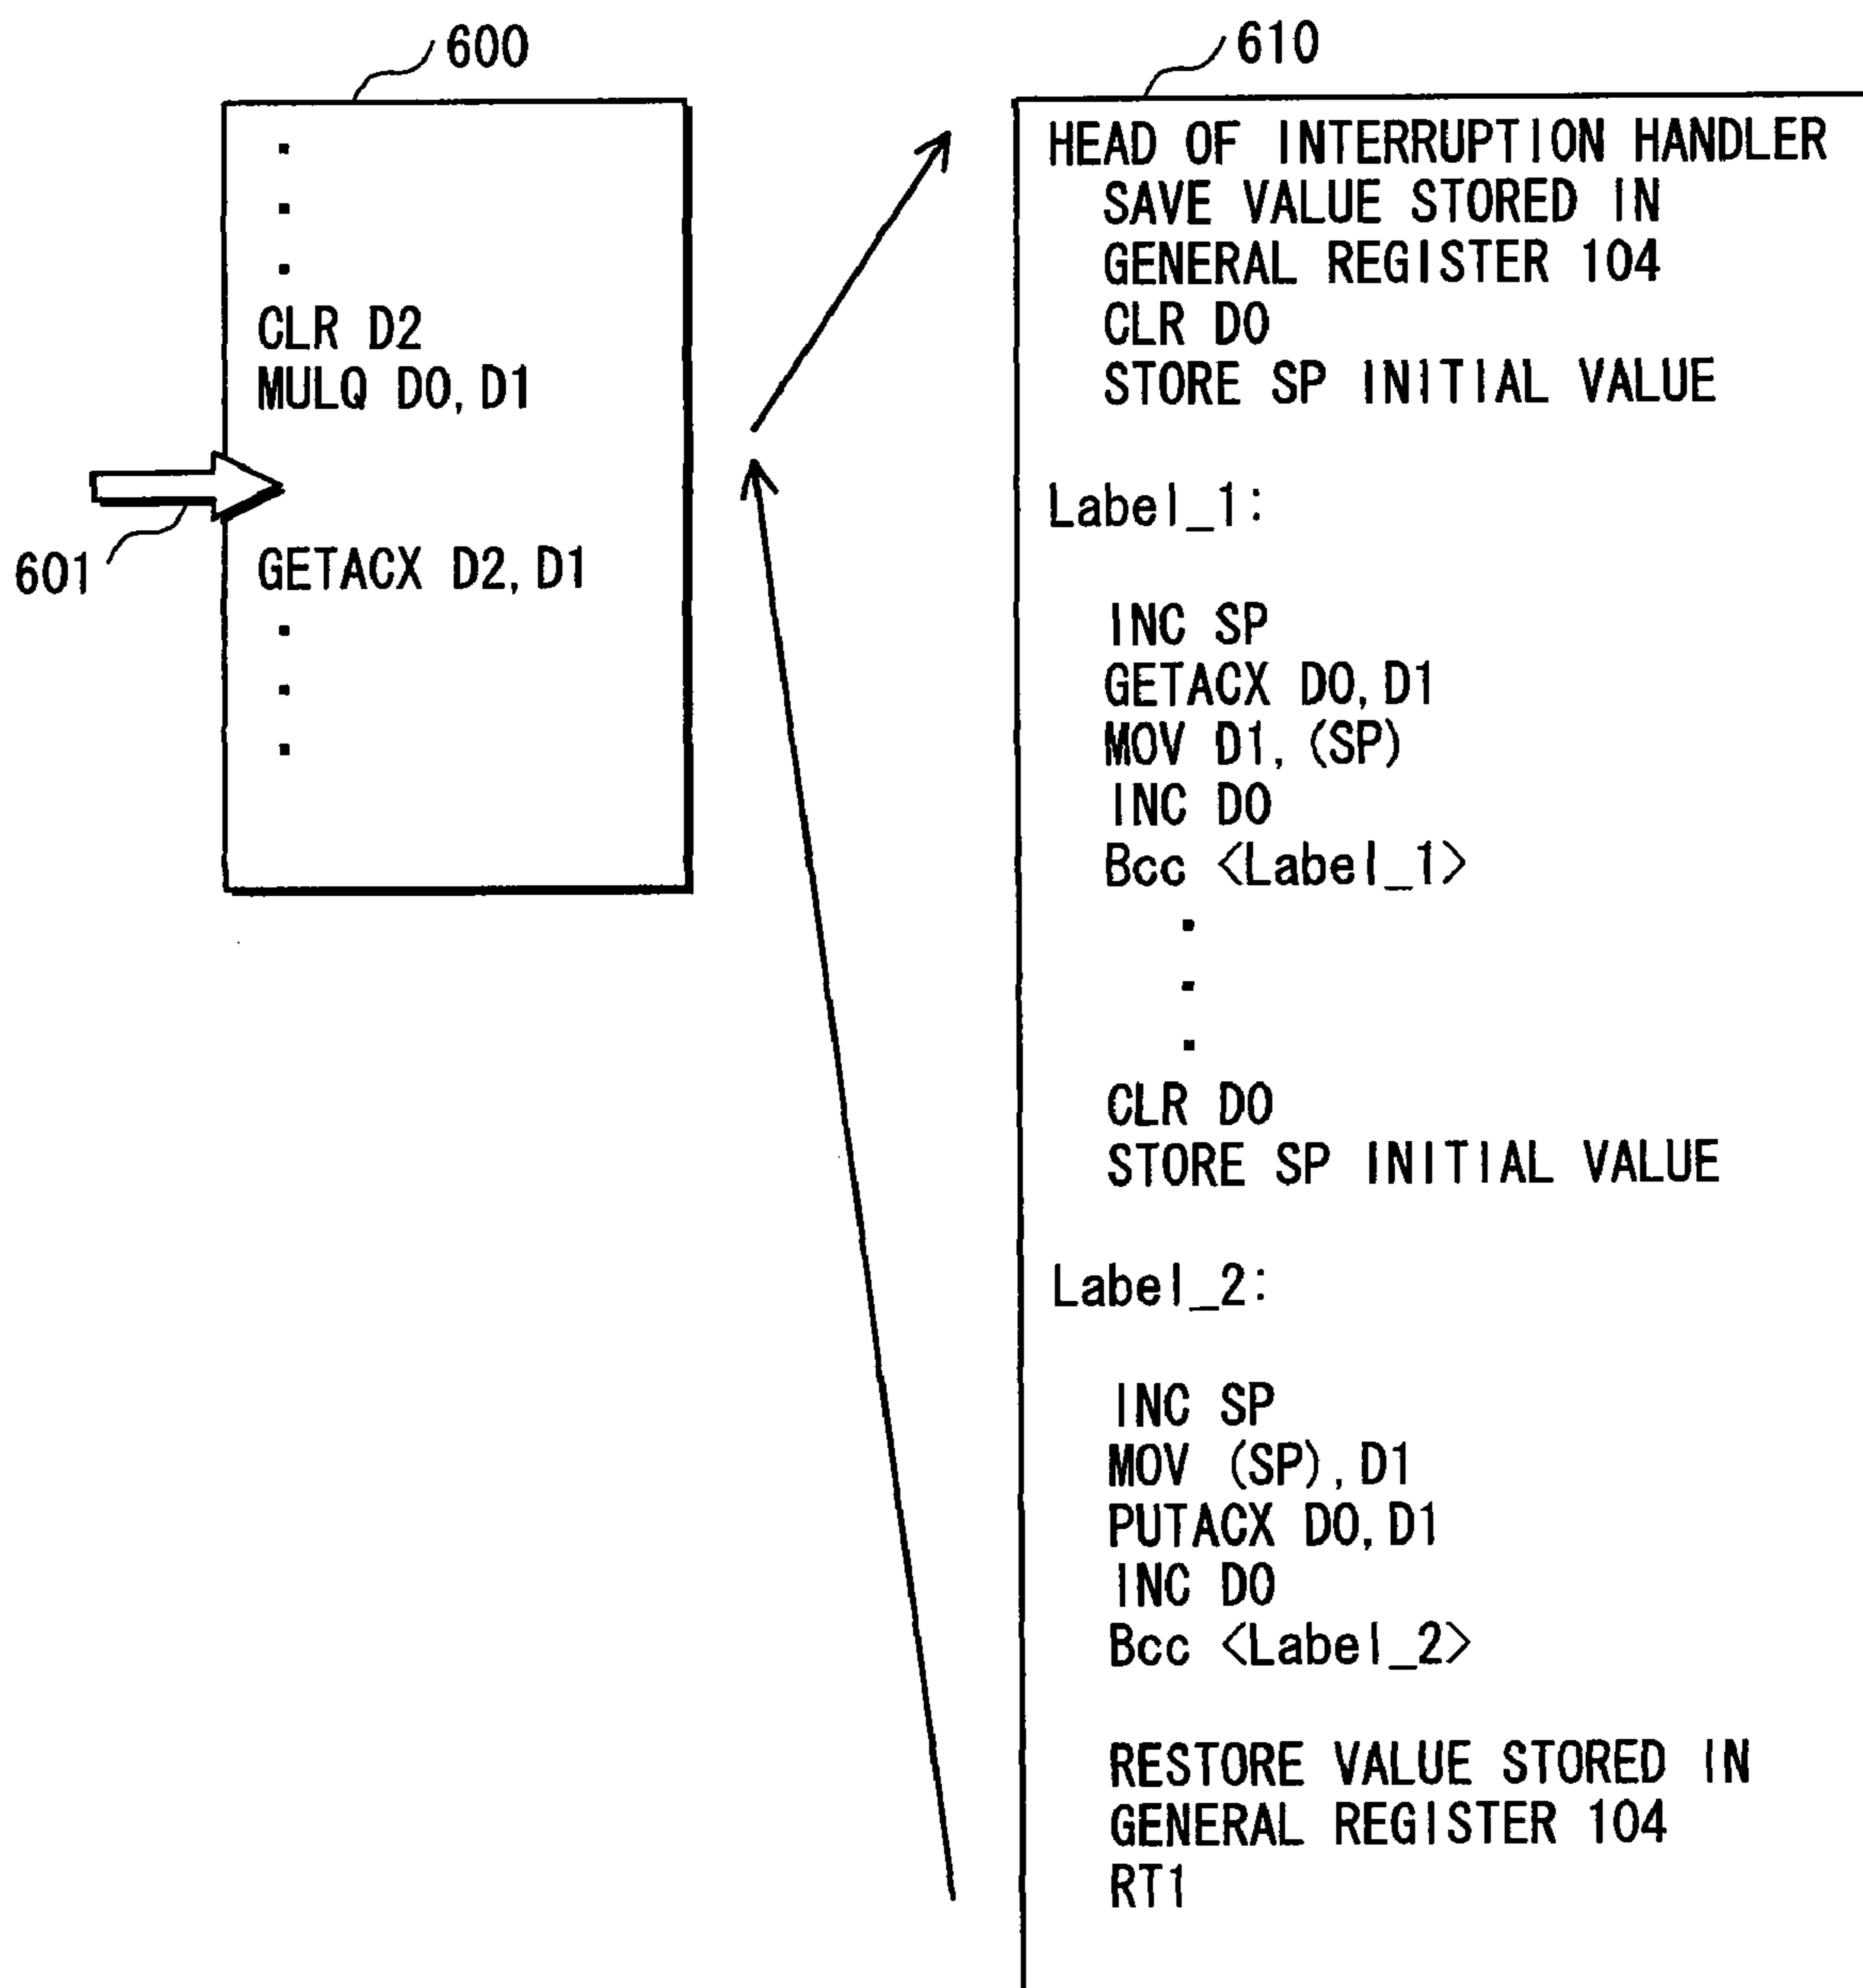 600
.
.
.
CLR D2
MULQ D0,D1
601
GETACX D2,D1
.
.
.
610
HEAD OF INTERRUPTION HANDLER
SAVE VALUE STORED IN
GENERAL REGISTER 104
CLR D0
STORE SP INITIAL VALUE
Label_1:
INC SP
GETACX D0,D1
MOV D1,(SP)
INC D0
Bcc <Label_1>
.
.
.
CLR D0
STORE SP INITIAL VALUE
Label_2:
INC SP
MOV (SP),D1
PUTACX D0,D1
INC D0
Bcc <Label_2>
RESTORE VALUE STORED IN
GENERAL REGISTER 104
RT1